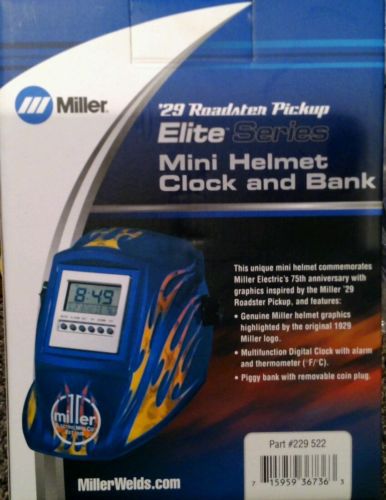 Miller
'29 Roadster Pickup
Elite Series
Mini Helmet
Clock and Bank
This unique mini helmet commemorates
Miller Electric's 75th anniversary with
graphics inspired by the Miller '29
Roadster Pickup, and features:
• Genuine Miller helmet graphics
highlighted by the original 1929
Miller logo.
• Multifunction Digital Clock with alarm
and thermometer (°F/°C).
• Piggy bank with removable coin plug.
8:49
miller
Part #229 522
7 15959 36736 3
MillerWelds.com